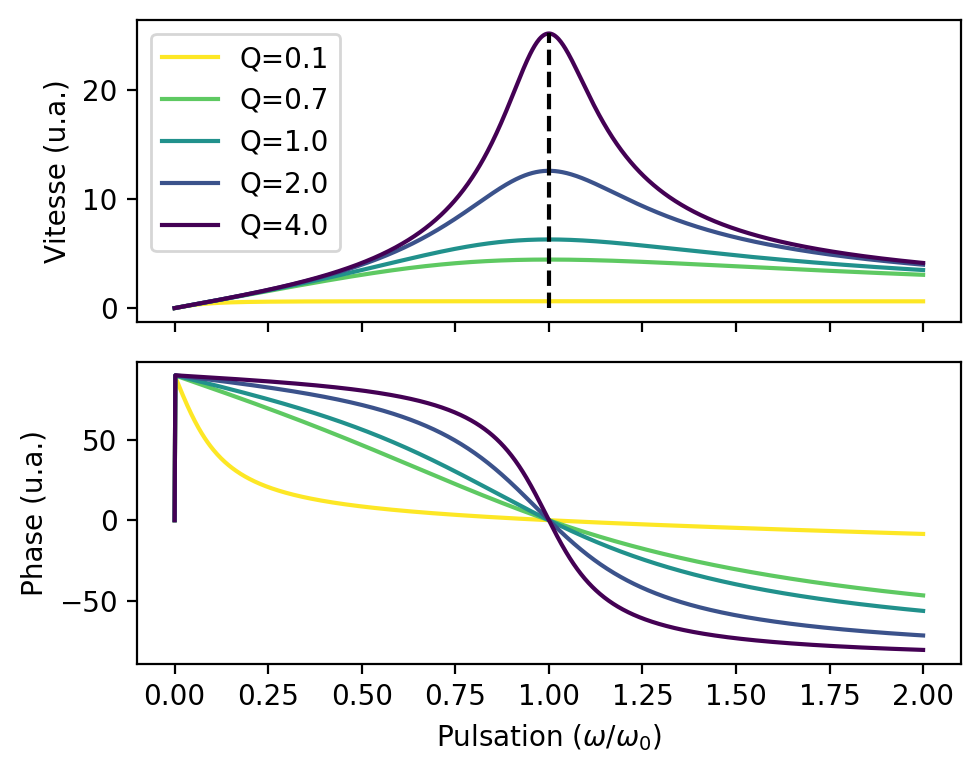 Vitesse (u.a.)
20
10
0
Q=0.1
Q=0.7
Q=1.0
Q=2.0
Q=4.0
Phase (u.a.)
50
0
−50
0.00 0.25 0.50 0.75 1.00 1.25 1.50 1.75 2.00
Pulsation (ω/ω₀)